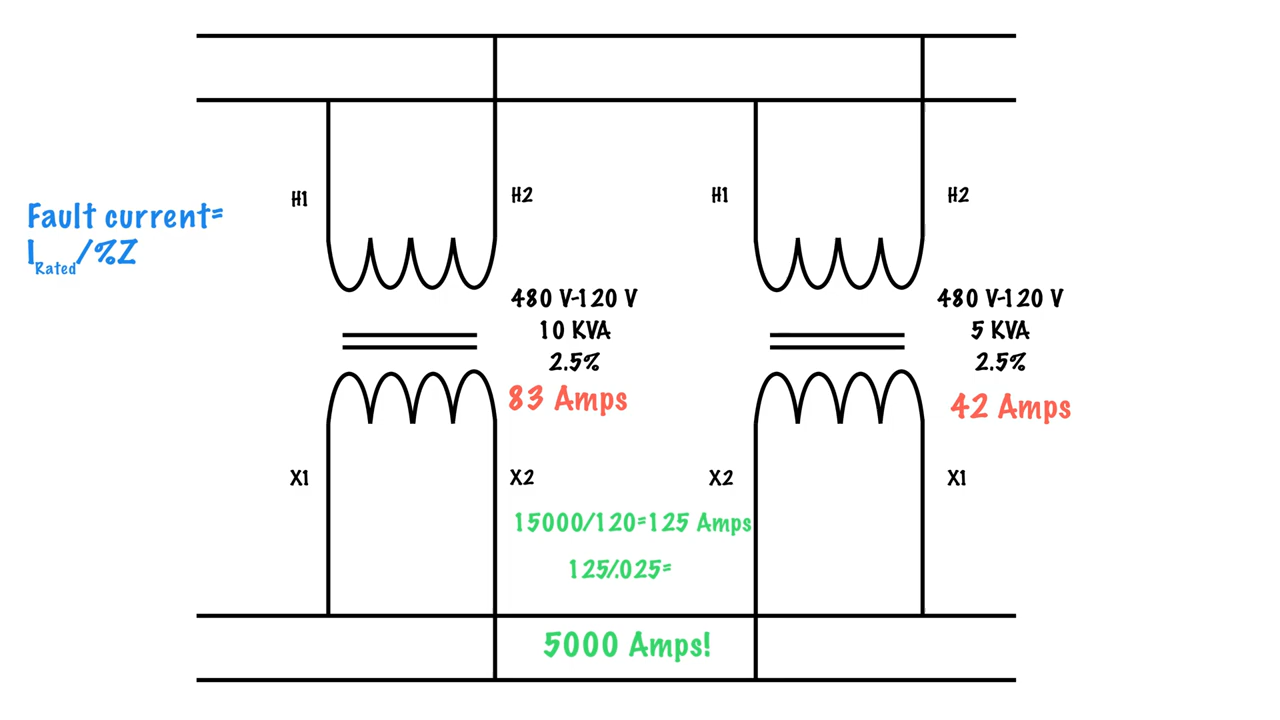 H1
H2
H1
H2
Fault current=
I Rated/%Z
480 V-120 V
10 KVA
2.5%
83 Amps
480 V-120 V
5 KVA
2.5%
42 Amps
X1
X2
X2
X1
15000/120=125 Amps
125/.025=
5000 Amps!